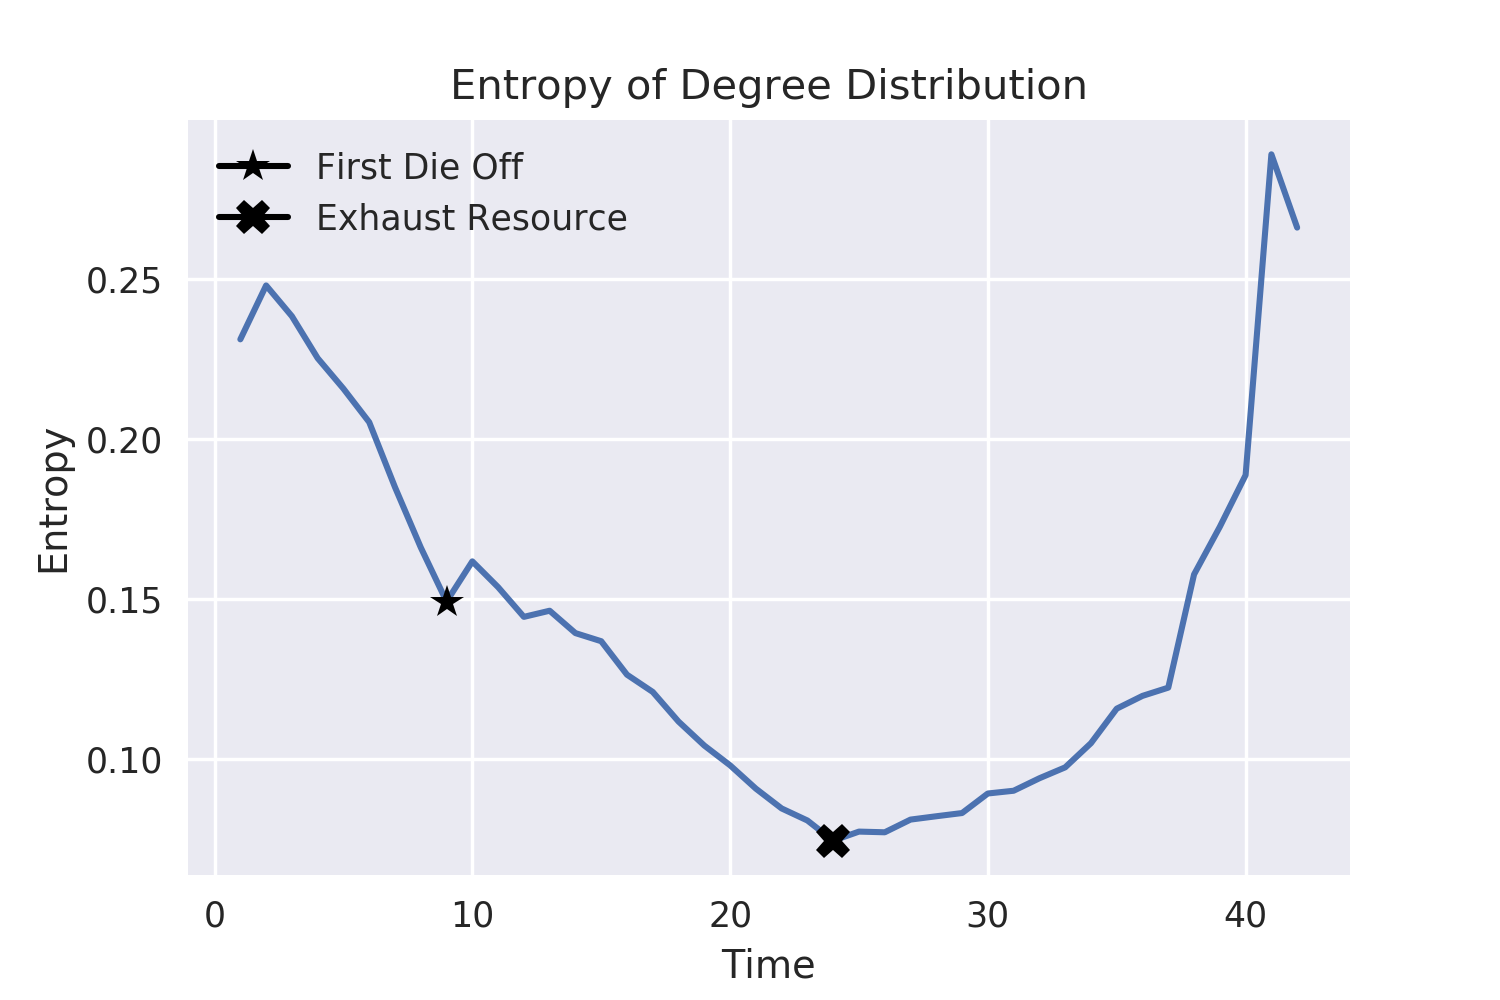 Entropy of Degree Distribution
First Die Off
Exhaust Resource
0.25
0.20
0.15
0.10
Entropy
0 10 20 30 40
Time